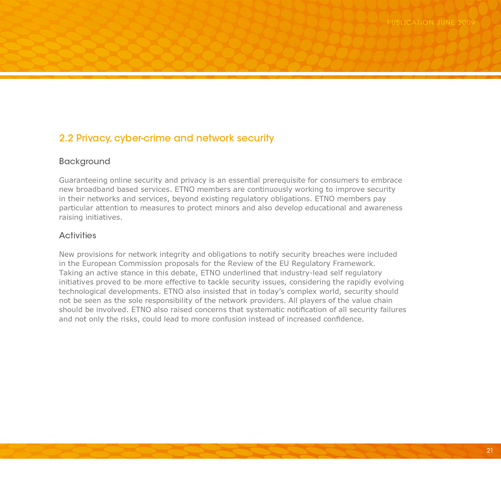 PUBLICATION JUNE 2009
2.2 Privacy, cyber-crime and network security
Background
Guaranteeing online security and privacy is an essential prerequisite for consumers to embrace
new broadband based services. ETNO members are continuously working to improve security
in their networks and services, beyond existing regulatory obligations. ETNO members pay
particular attention to measures to protect minors and also develop educational and awareness
raising initiatives.
Activities
New provisions for network integrity and obligations to notify security breaches were included
in the European Commission proposals for the Review of the EU Regulatory Framework.
Taking an active stance in this debate, ETNO underlined that industry-lead self regulatory
initiatives proved to be more effective to tackle security issues, considering the rapidly evolving
technological developments. ETNO also insisted that in today's complex world, security should
not be seen as the sole responsibility of the network providers. All players of the value chain
should be involved. ETNO also raised concerns that systematic notification of all security failures
and not only the risks, could lead to more confusion instead of increased confidence.
21